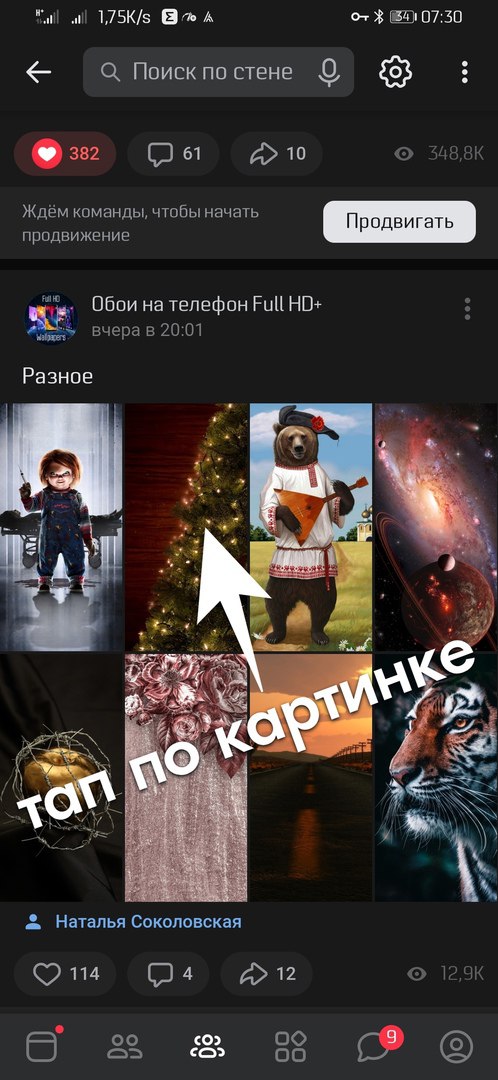 1,75K/s
34
07:30
Поиск по стене
382
61
10
348,8K
Ждём команды, чтобы начать
продвижение
Продвигать
Full HD
Wallpapers
Обои на телефон Full HD+
вчера в 20:01
Разное
тап по картинке
Наталья Соколовская
114
4
12
12,9K
9